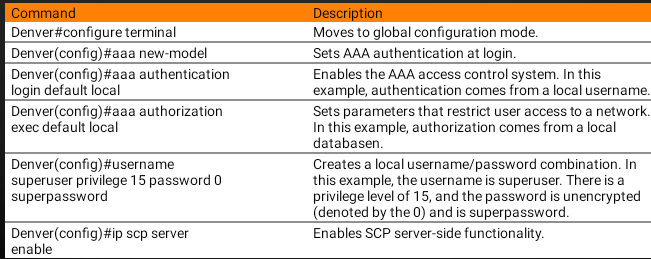 Command Description
Denver#configure terminal Moves to global configuration mode.
Denver(config)#aaa new-model Sets AAA authentication at login.
Denver(config)#aaa authentication Enables the AAA access control system. In this
login default local example, authentication comes from a local username.
Denver(config)#aaa authorization Sets parameters that restrict user access to a network.
exec default local In this example, authorization comes from a local
databasen.
Denver(config)#username Creates a local username/password combination. In
superuser privilege 15 password 0 this example, the username is superuser. There is a
superpassword privilege level of 15, and the password is unencrypted
(denoted by the 0) and is superpassword.
Denver(config)#ip scp server Enables SCP server-side functionality.
enable